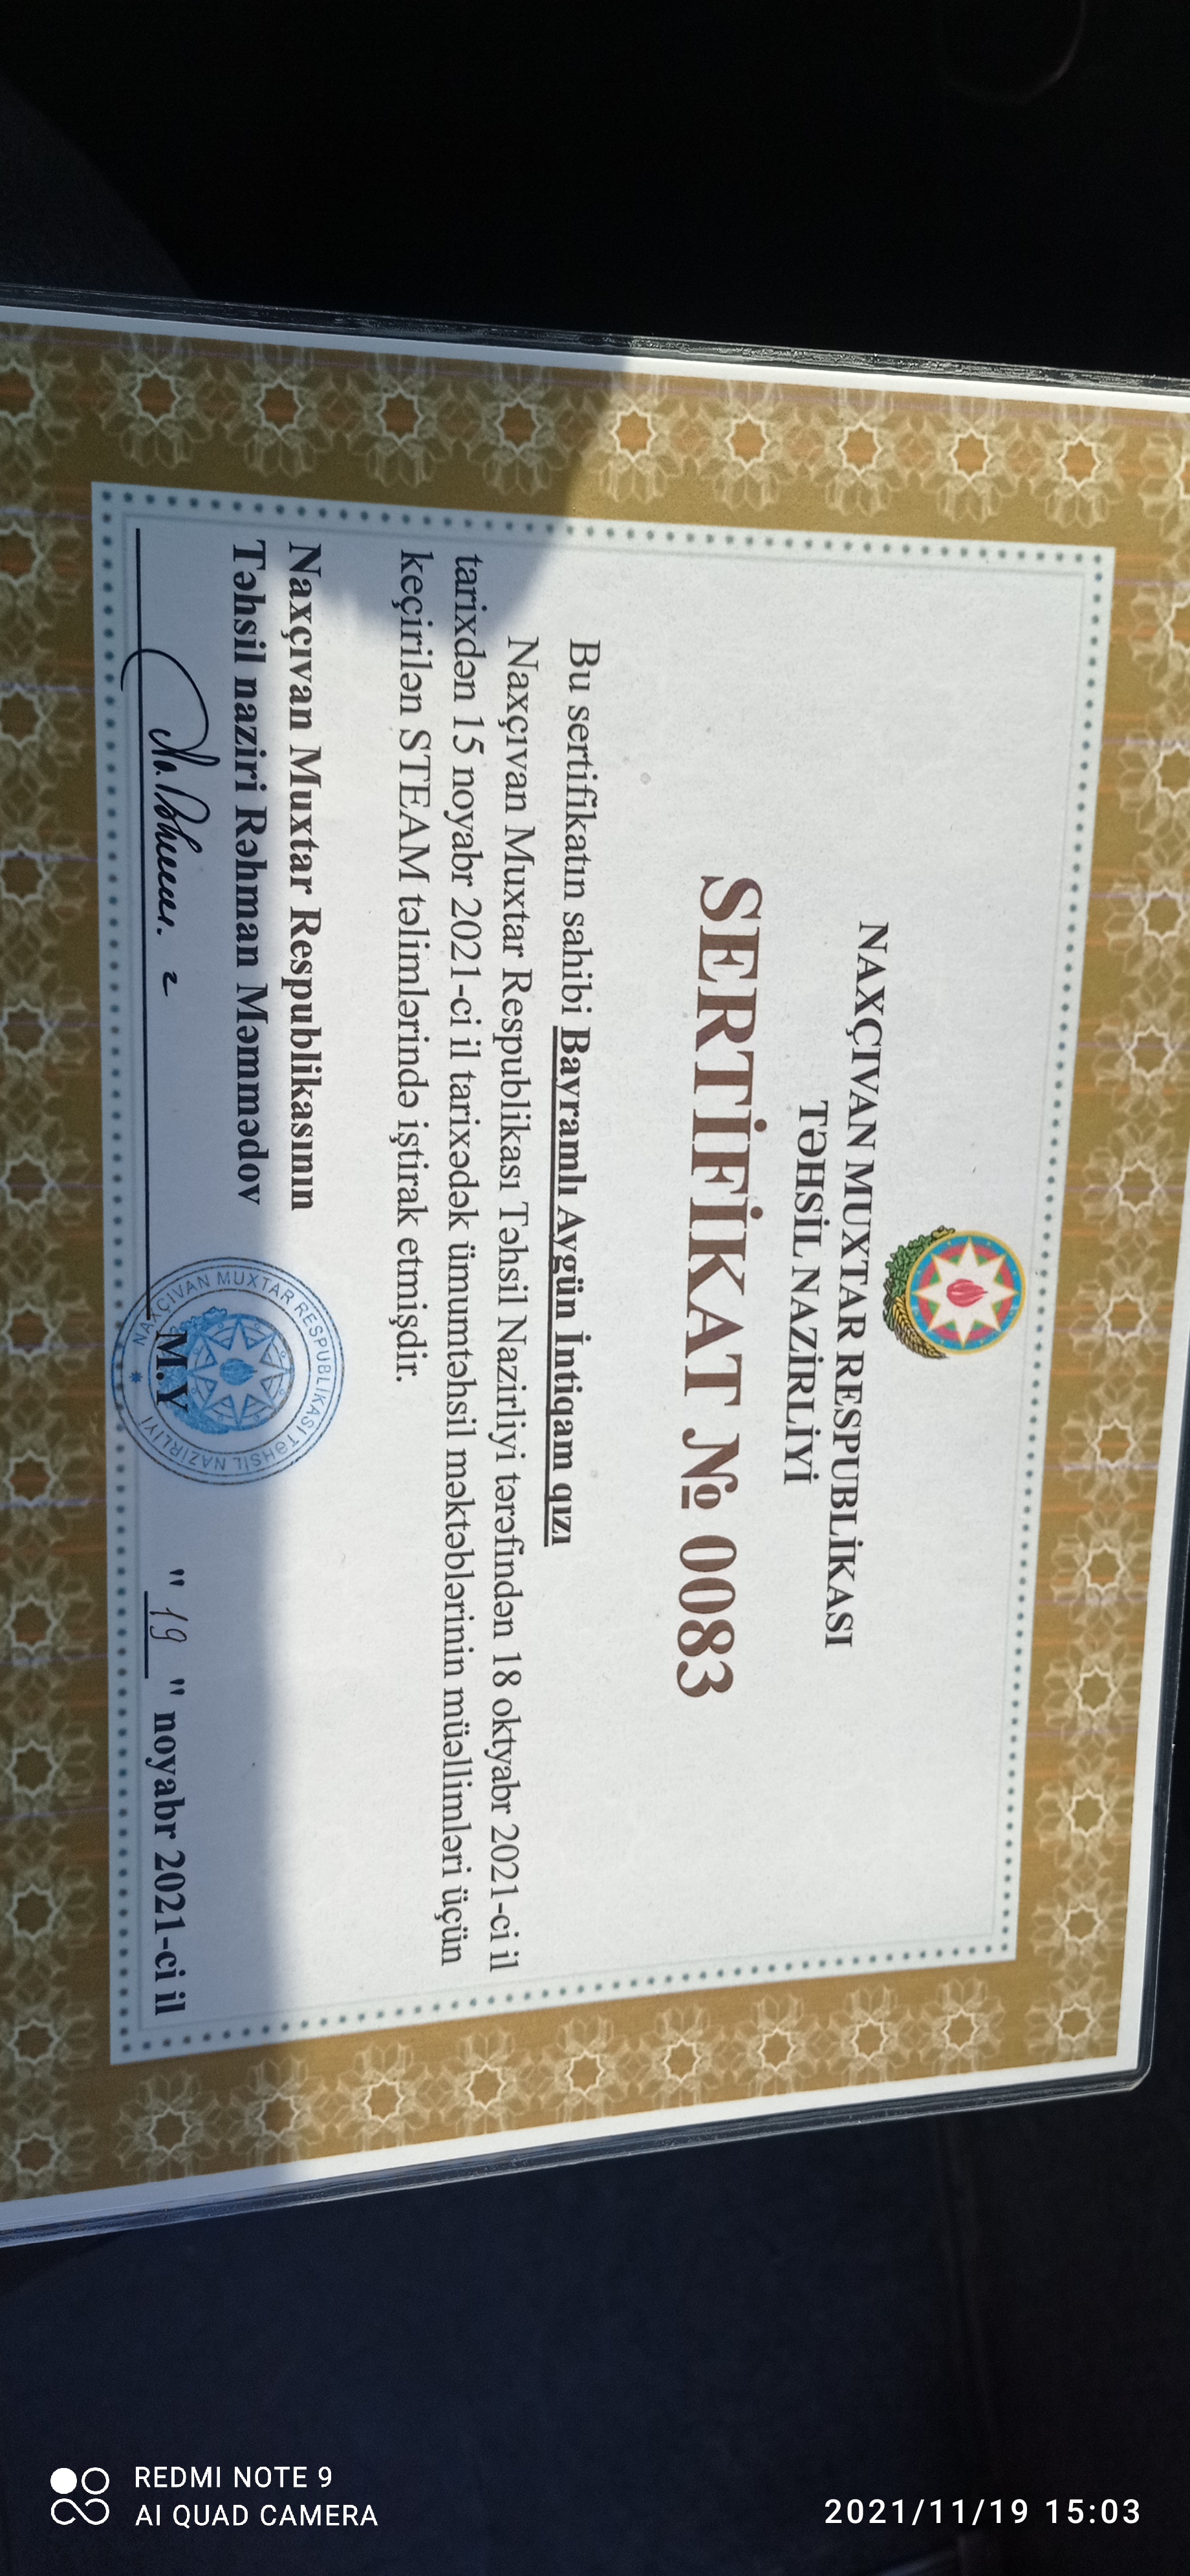 NAXÇIVAN MUXTAR RESPUBLİKASI
TƏHSİL NAZİRLİYİ
SERTİFİKAT № 0083
Bu sertifikatın sahibi Bayramlı Aygün İntiqam qızı
Naxçıvan Muxtar Respublikası Təhsil Nazirliyi tərəfindən 18 oktyabr 2021-ci il
tarixdən 15 noyabr 2021-ci il tarixədək ümumtəhsil məktəblərinin müəllimləri üçün
keçirilən STEAM təlimlərində iştirak etmişdir.
Naxçıvan Muxtar Respublikasının
Təhsil naziri Rəhman Məmmədov
M.Y
" 19 " noyabr 2021-ci il
NAXÇIVAN MUXTAR RESPUBLİKASI TƏHSİL NAZİRLİYİ
REDMI NOTE 9
AI QUAD CAMERA
2021/11/19 15:03